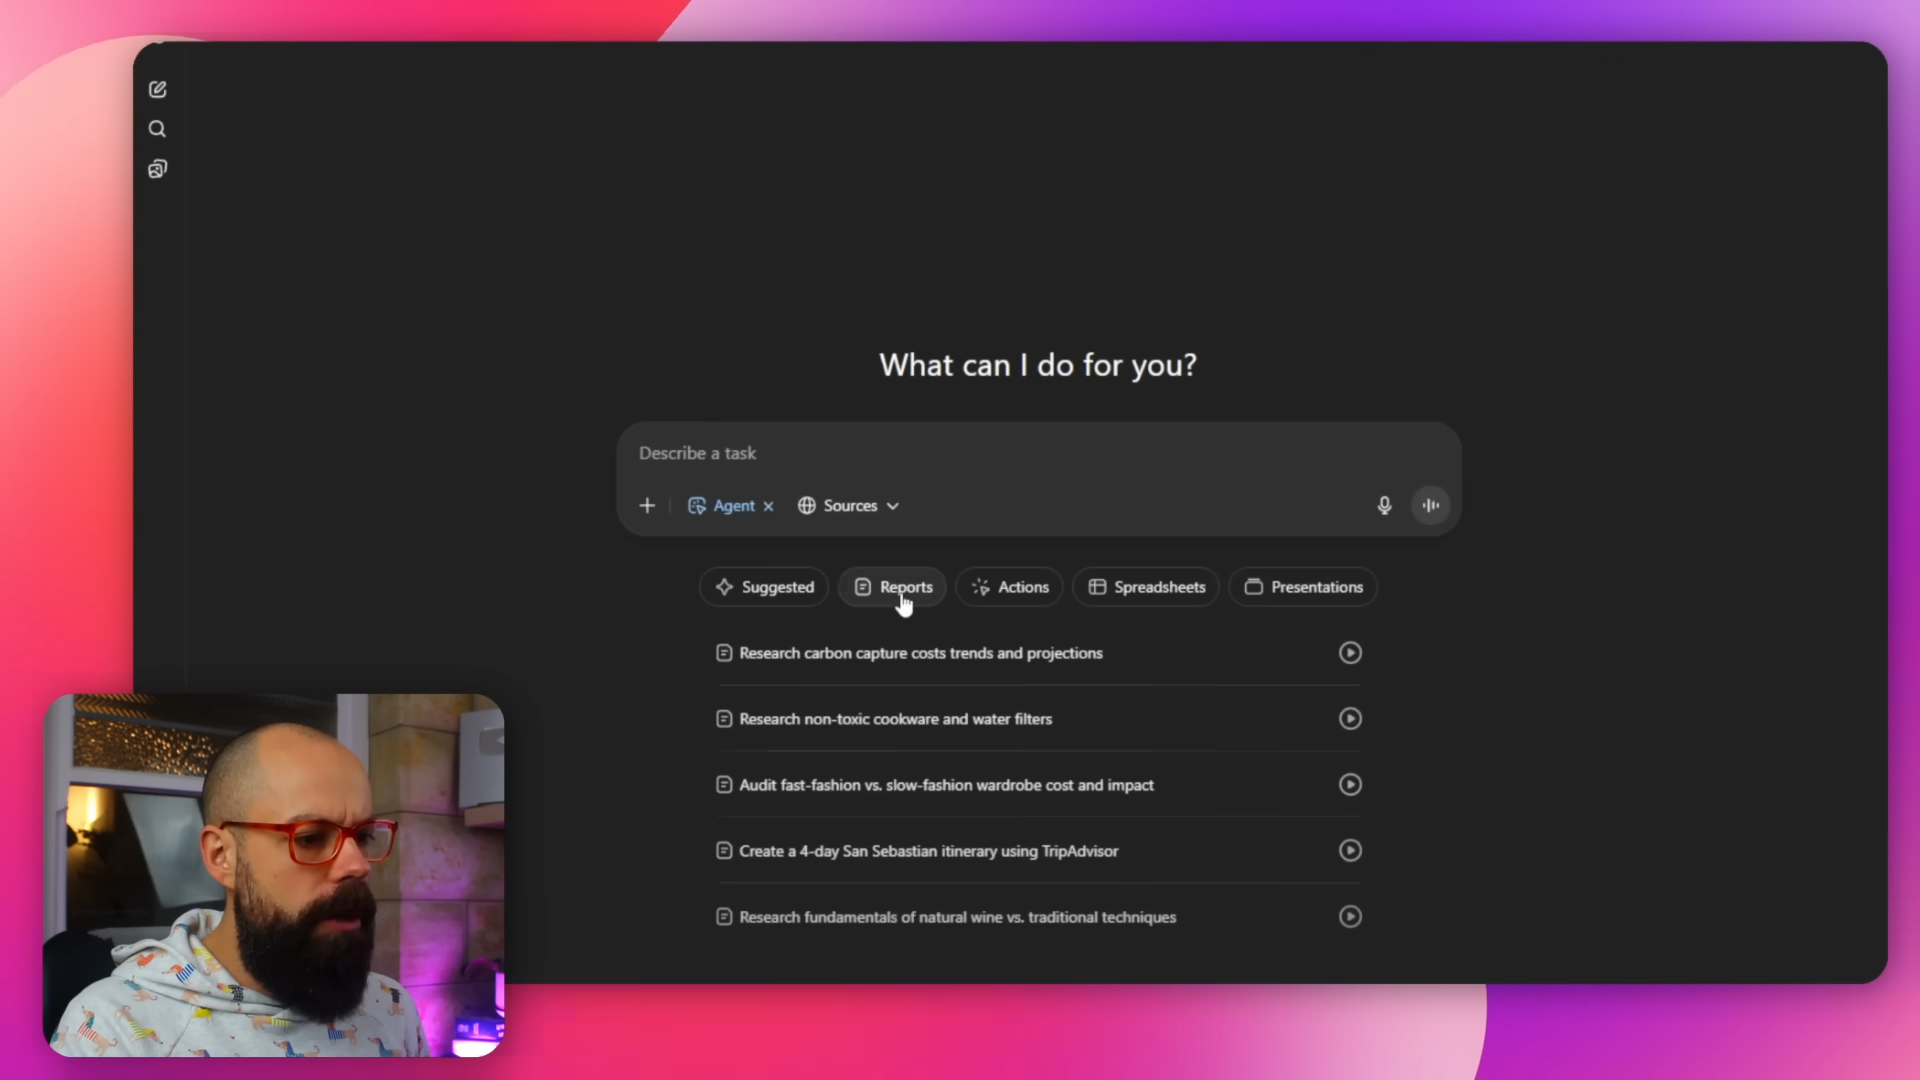 What can I do for you?
Describe a task
Agent Sources
Suggested Reports Actions Spreadsheets Presentations
Research carbon capture costs trends and projections
Research non-toxic cookware and water filters
Audit fast-fashion vs. slow-fashion wardrobe cost and impact
Create a 4-day San Sebastian itinerary using TripAdvisor
Research fundamentals of natural wine vs. traditional techniques